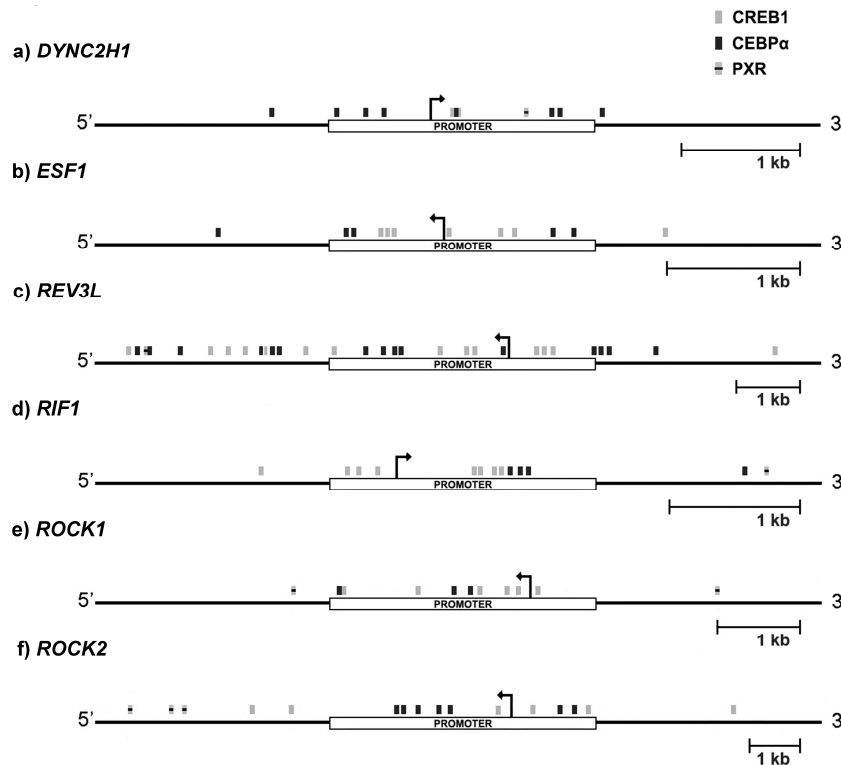 CREB1
CEBPα
PXR
a) DYNC2H1
5’ PROMOTER 3
1 kb
b) ESF1
5’ PROMOTER 3
1 kb
c) REV3L
5’ PROMOTER 3
1 kb
d) RIF1
5’ PROMOTER 3
1 kb
e) ROCK1
5’ PROMOTER 3
1 kb
f) ROCK2
5’ PROMOTER 3
1 kb